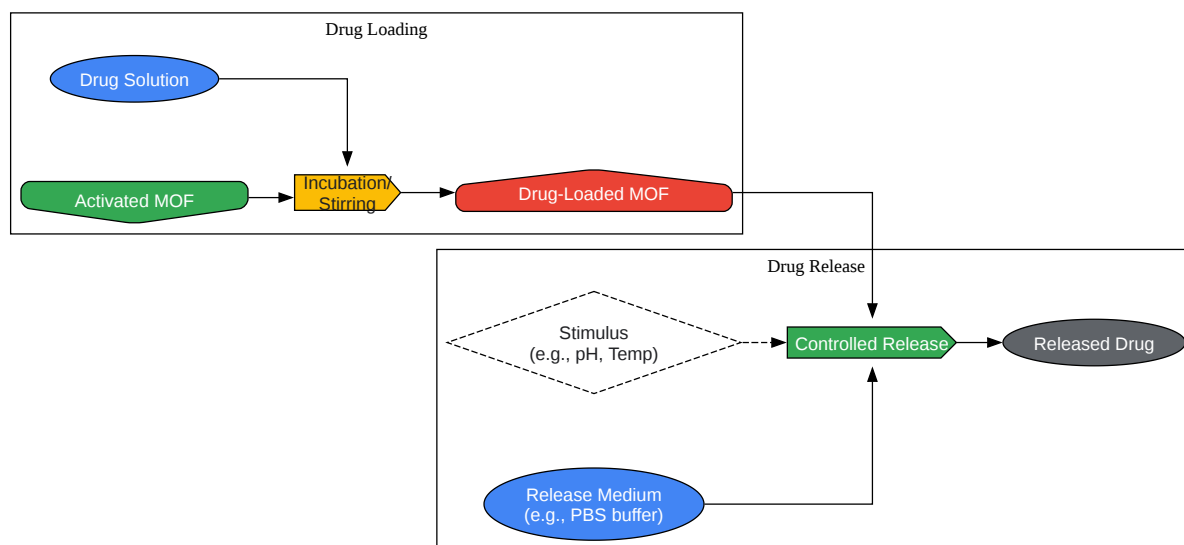 Drug Loading
Drug Solution
Activated MOF
Incubation/
Stirring
Drug-Loaded MOF
Drug Release
Stimulus
(e.g., pH, Temp)
Controlled Release
Released Drug
Release Medium
(e.g., PBS buffer)